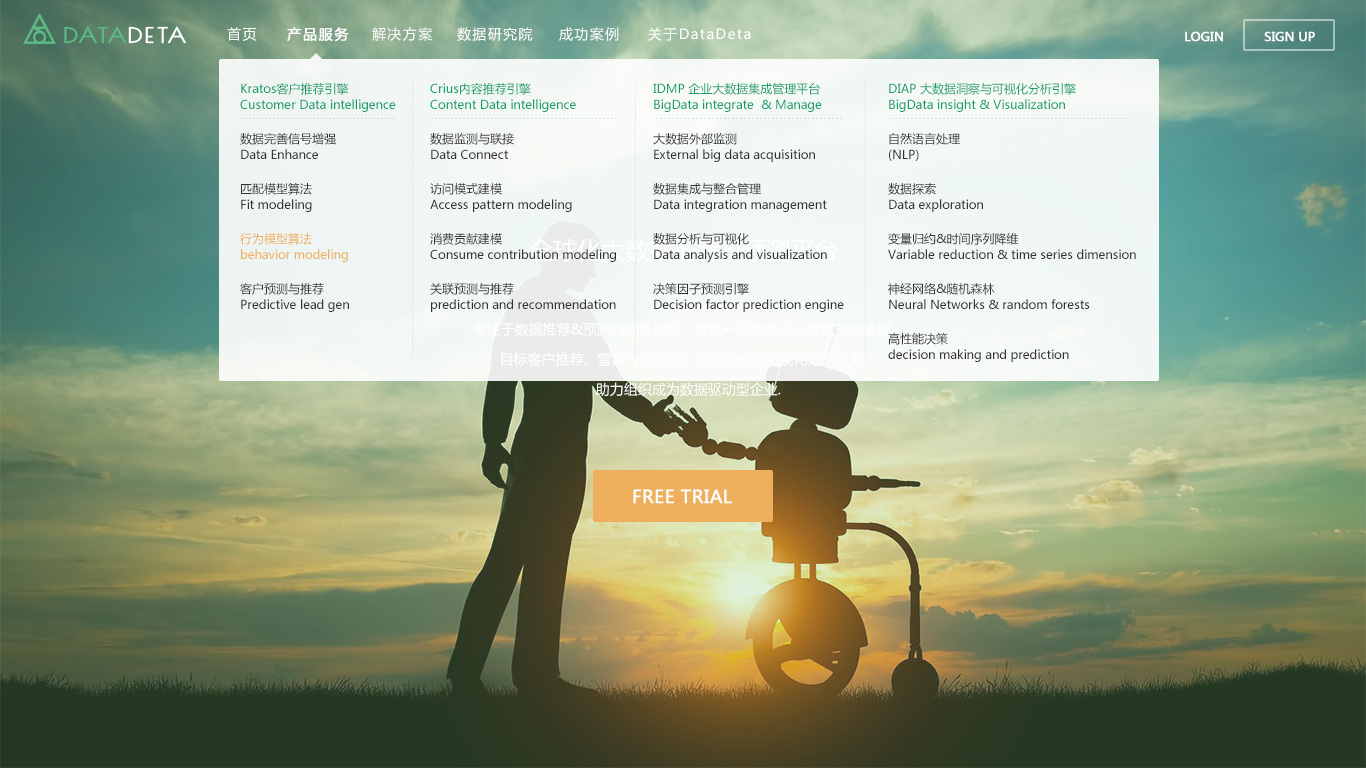 DATADETA
首页 产品服务 解决方案 数据研究院 成功案例 关于DataDeta
LOGIN SIGN UP
Kratos客户推荐引擎
Customer Data intelligence
数据完善信号增强
Data Enhance
匹配模型算法
Fit modeling
行为模型算法
behavior modeling
客户预测与推荐
Predictive lead gen
Crius内容推荐引擎
Content Data intelligence
数据监测与联接
Data Connect
访问模式建模
Access pattern modeling
消费贡献建模
Consume contribution modeling
关联预测与推荐
prediction and recommendation
IDMP 企业大数据集成管理平台
BigData integrate & Manage
大数据外部监测
External big data acquisition
数据集成与整合管理
Data integration management
数据分析与可视化
Data analysis and visualization
决策因子预测引擎
Decision factor prediction engine
DIAP 大数据洞察与可视化分析引擎
BigData insight & Visualization
自然语言处理
(NLP)
数据探索
Data exploration
变量归约&时间序列降维
Variable reduction & time series dimension
神经网络&随机森林
Neural Networks & random forests
高性能决策
decision making and prediction
全球化大数 预测平台
专注于数据推荐&预测
目标客户推荐、营销
助力组织成为数据驱动型企业.
FREE TRIAL